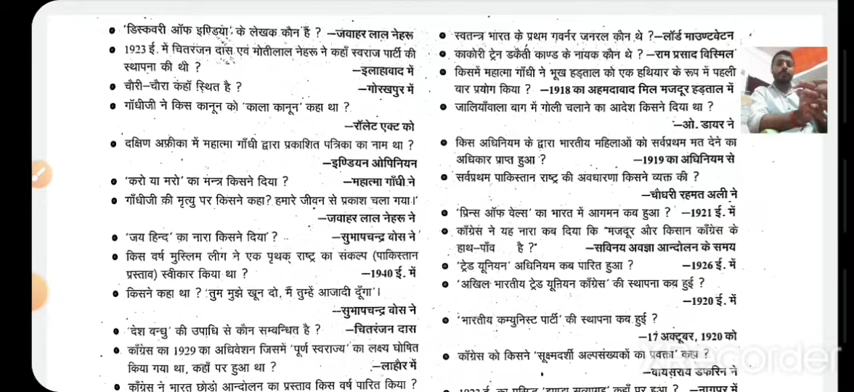 • 'डिस्कवरी ऑफ इण्डिया' के लेखक कौन हैं ? –जवाहर लाल नेहरू
• 1923 ई. में चितरंजन दास एवं मोतीलाल नेहरू ने कहाँ स्वराज पार्टी की
स्थापना की थी ? –इलाहाबाद में
• चौरी-चौरा कहाँ स्थित है ? –गोरखपुर में
• गाँधीजी ने किस कानून को 'काला कानून' कहा था ?
–रॉलेट एक्ट को
• दक्षिण अफ्रीका में महात्मा गाँधी द्वारा प्रकाशित पत्रिका का नाम था ?
–इण्डियन ओपिनियन
• 'करो या मरो' का मन्त्र किसने दिया ? –महात्मा गाँधी ने
• गाँधीजी की मृत्यु पर किसने कहा? हमारे जीवन से प्रकाश चला गया।'
–जवाहर लाल नेहरू ने
• 'जय हिन्द' का नारा किसने दिया? –सुभाषचन्द्र बोस ने
• किस वर्ष मुस्लिम लीग ने एक पृथक् राष्ट्र का संकल्प (पाकिस्तान
प्रस्ताव) स्वीकार किया था ? –1940 ई. में
• किसने कहा था ? 'तुम मुझे खून दो, मैं तुम्हें आजादी दूँगा'।
–सुभाषचन्द्र बोस ने
• 'देश बन्धु' की उपाधि से कौन सम्बन्धित है ? –चितरंजन दास
• काँग्रेस का 1929 का अधिवेशन जिसमें 'पूर्ण स्वराज्य' का लक्ष्य घोषित
किया गया था, कहाँ पर हुआ था ? –लाहौर में
• काँग्रेस ने भारत छोड़ो आन्दोलन का प्रस्ताव किस वर्ष पारित किया ?
• स्वतन्त्र भारत के प्रथम गवर्नर जनरल कौन थे ? –लॉर्ड माउण्टवेटन
• काकोरी ट्रेन डकैती काण्ड के नायक कौन थे ? –राम प्रसाद विस्मिल
• किसमें महात्मा गाँधी ने भूख हड़ताल को एक हथियार के रूप में पहली
वार प्रयोग किया ? –1918 का अहमदाबाद मिल मजदूर हड़ताल में
• जालियाँवाला बाग में गोली चलाने का आदेश किसने दिया था ?
–ओ. डायर ने
• किस अधिनियम के द्वारा भारतीय महिलाओं को सर्वप्रथम मत देने का
अधिकार प्राप्त हुआ ? –1919 का अधिनियम से
• सर्वप्रथम पाकिस्तान राष्ट्र की अवधारणा किसने व्यक्त की ?
–चौधरी रहमत अली ने
• 'प्रिन्स ऑफ वेल्स' का भारत में आगमन कब हुआ ? –1921 ई. में
• काँग्रेस ने यह नारा कब दिया कि "मजदूर और किसान काँग्रेस के
हाथ-पाँव है ?" –सविनय अवज्ञा आन्दोलन के समय
• 'ट्रेड यूनियन' अधिनियम कब पारित हुआ ? –1926 ई. में
• 'अखिल भारतीय ट्रेड यूनियन काँग्रेस' की स्थापना कब हुई ?
–1920 ई. में
• 'भारतीय कम्युनिस्ट पार्टी' की स्थापना कब हुई ?
–17 अक्टूबर, 1920 को
• काँग्रेस को किसने 'सूक्ष्मदर्शी अल्पसंख्यकों का प्रवक्ता' कहा ?
–वायसराय डफरिन ने
कहाँ पर हुआ ? –नागपुर में
Made with KINEMASTER